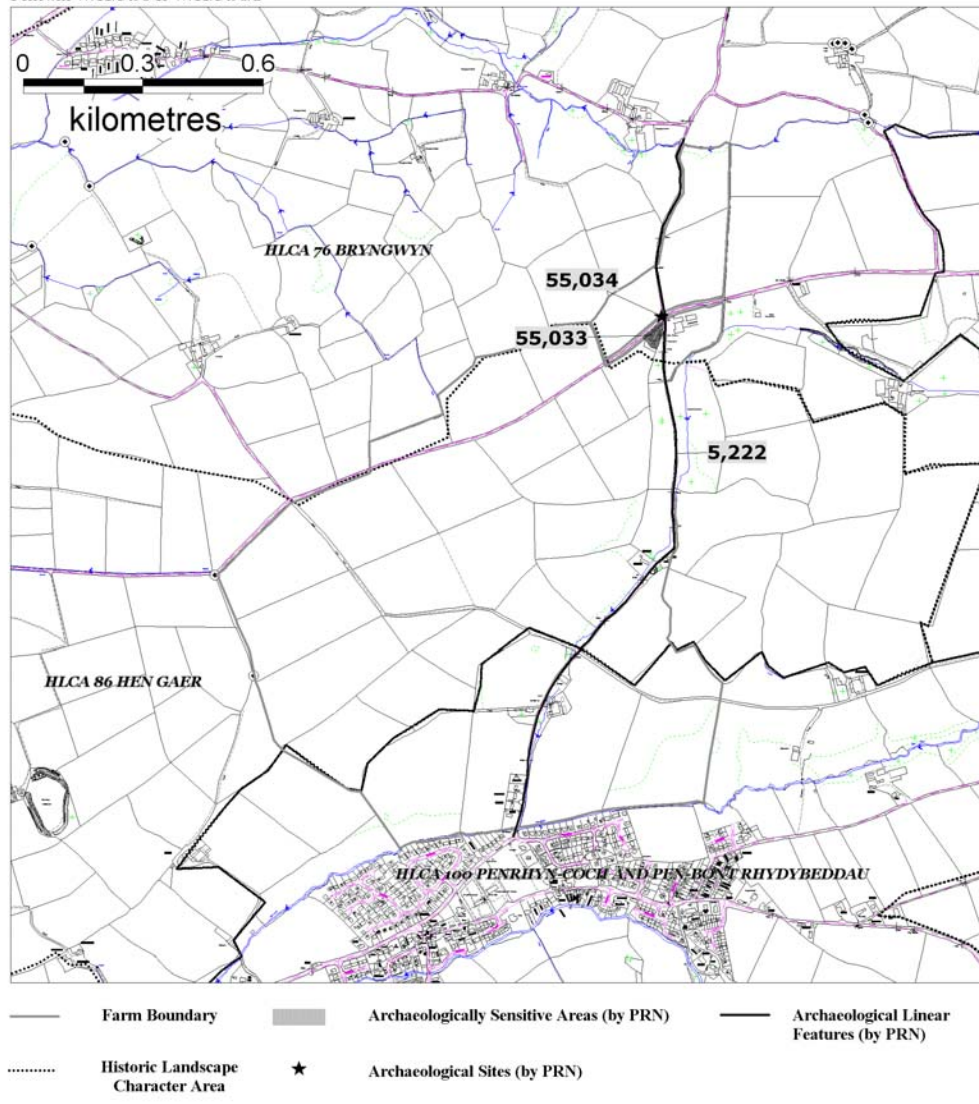 0 0.3 0.6
kilometres
HLCA 76 BRYNGWYN
55,034
55,033
5,222
HLCA 86 HEN GAER
HLCA 100 PENRHYN-COCH AND PEN-BONT RHYDYBEDDAU
Farm Boundary
Archaeologically Sensitive Areas (by PRN)
Archaeological Linear
Features (by PRN)
Historic Landscape
Character Area
Archaeological Sites (by PRN)